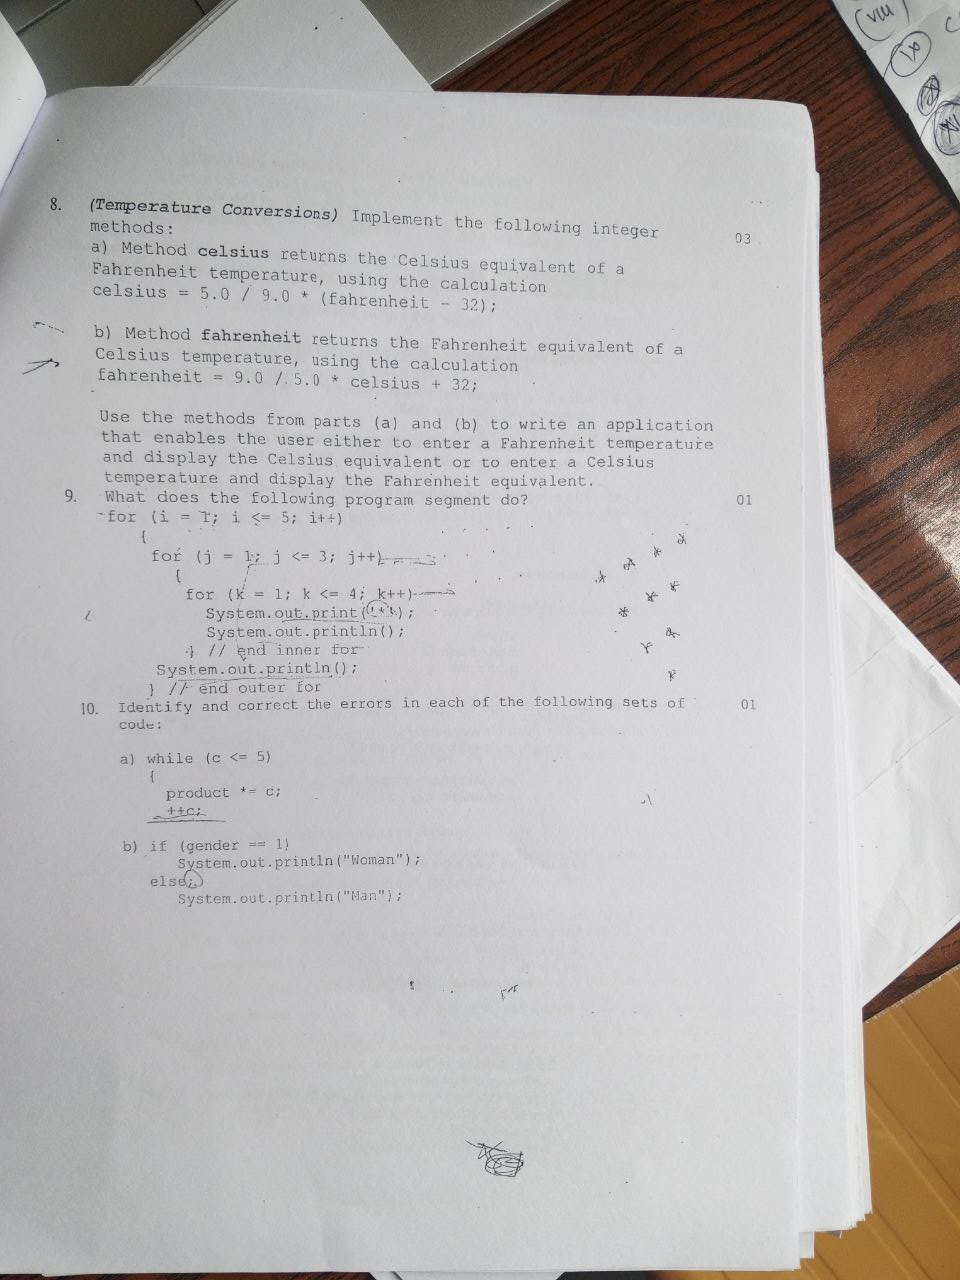 (VIII)
8. (Temperature Conversions) Implement the following integer 03
methods:
a) Method celsius returns the Celsius equivalent of a
Fahrenheit temperature, using the calculation
celsius = 5.0 / 9.0 * (fahrenheit - 32);
b) Method fahrenheit returns the Fahrenheit equivalent of a
Celsius temperature, using the calculation
fahrenheit = 9.0 / 5.0 * celsius + 32;
Use the methods from parts (a) and (b) to write an application
that enables the user either to enter a Fahrenheit temperature
and display the Celsius equivalent or to enter a Celsius
temperature and display the Fahrenheit equivalent.
9. What does the following program segment do? 01
for (i = 1; i <= 5; i++)
{
for (j = 1; j <= 3; j++)
{
for (k = 1; k <= 4; k++)
System.out.print('*');
System.out.println();
} // end inner for
System.out.println();
} // end outer for
10. Identify and correct the errors in each of the following sets of 01
code:
a) while (c <= 5)
{
product *= c;
++c;
b) if (gender == 1)
System.out.println("Woman");
else;
System.out.println("Man");